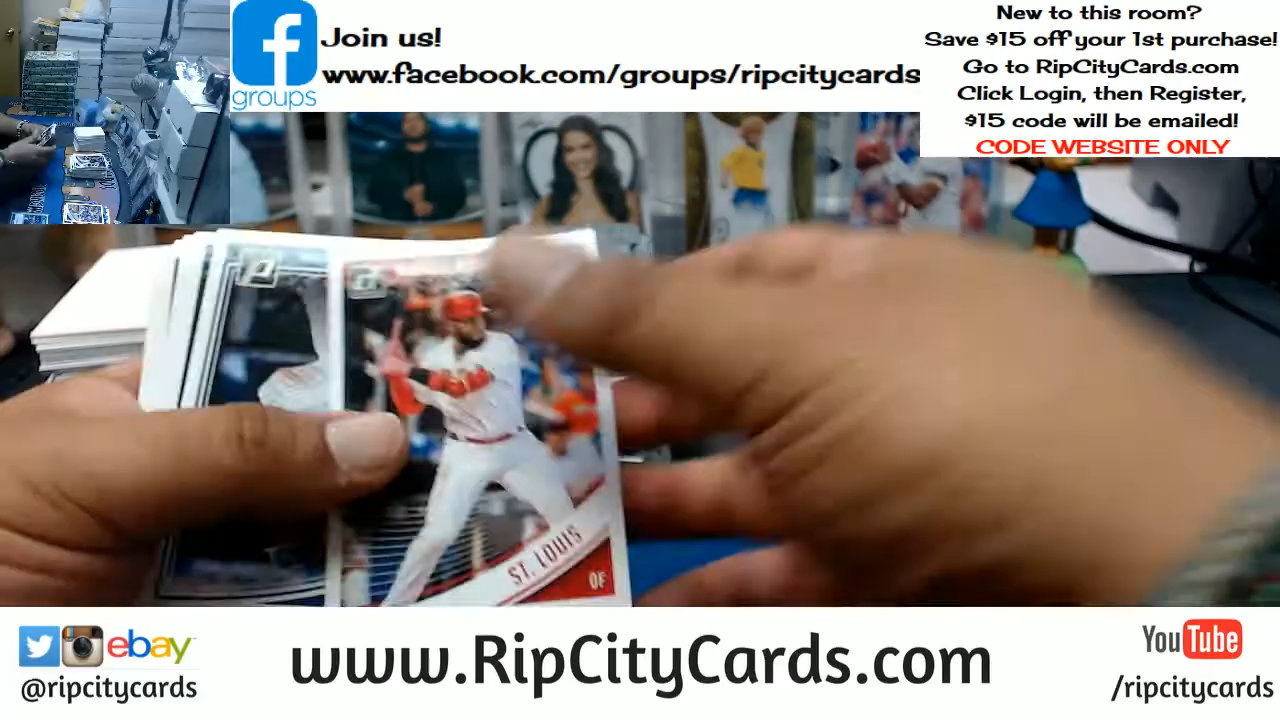 f
groups
Join us!
www.facebook.com/groups/ripcitycards
New to this room?
Save $15 off your 1st purchase!
Go to RipCityCards.com
Click Login, then Register,
$15 code will be emailed!
CODE WEBSITE ONLY
ST. LOUIS
OF
ebay
@ripcitycards
www.RipCityCards.com
YouTube
/ripcitycards